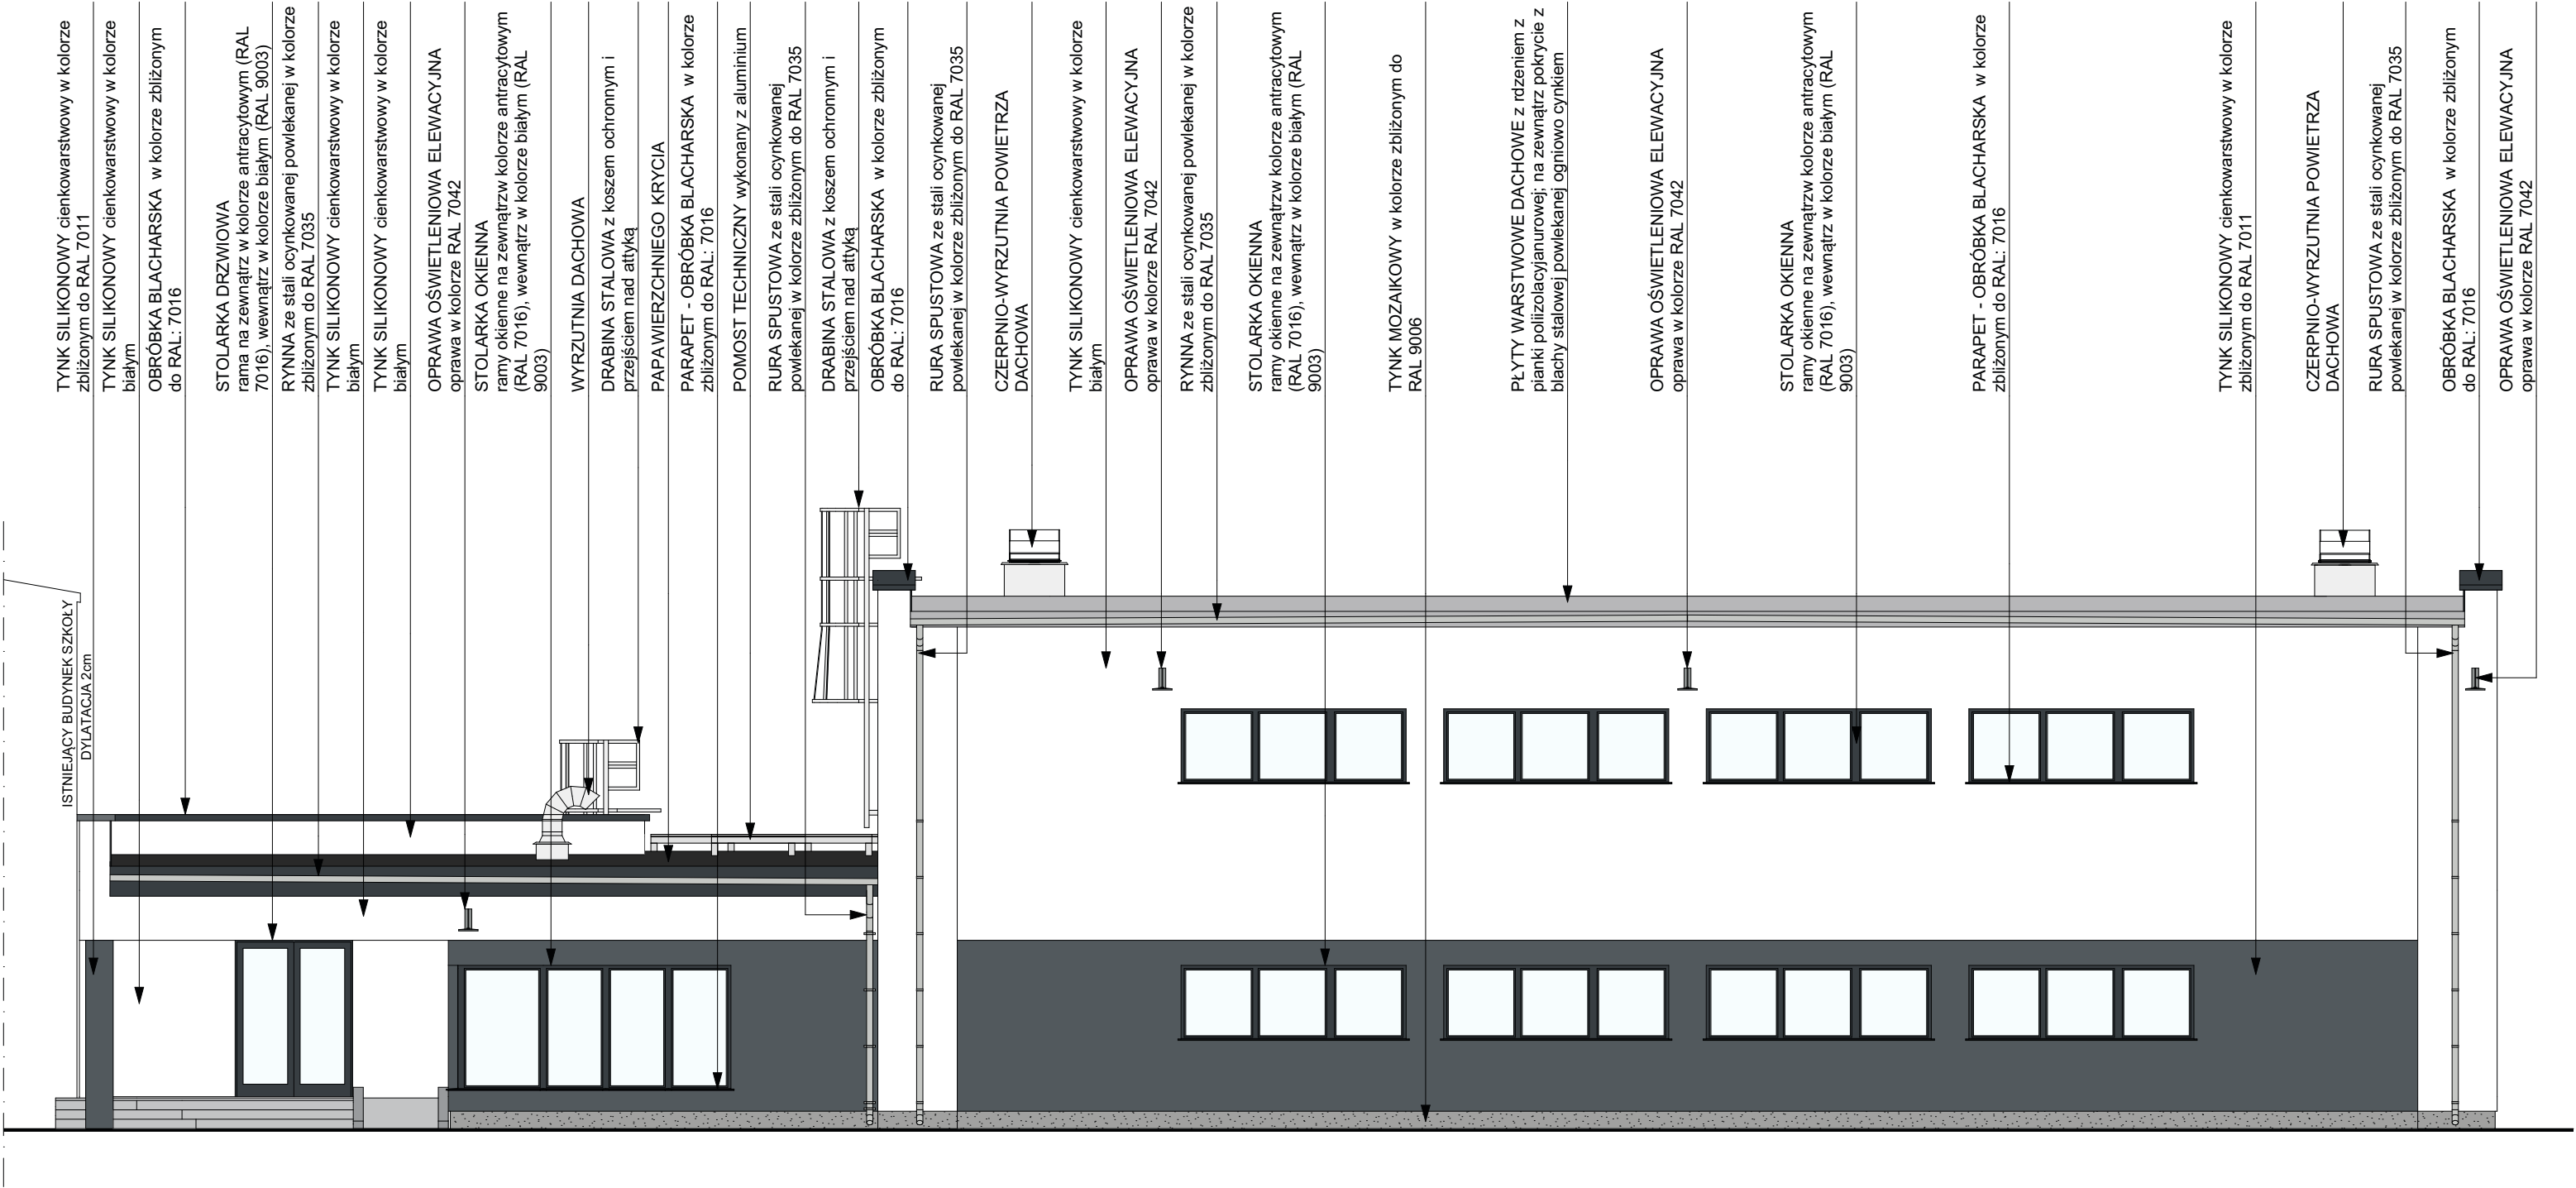 TYNK SILIKONOWY cienkowarstwowy w kolorze
zbliżonym do RAL 7011
TYNK SILIKONOWY cienkowarstwowy w kolorze
białym
OBRÓBKA BLACHARSKA w kolorze zbliżonym
do RAL: 7016
STOLARKA DRZWIOWA
rama na zewnątrz w kolorze antracytowym (RAL
7016), wewnątrz w kolorze białym (RAL 9003)
RYNNA ze stali ocynkowanej powlekanej w kolorze
zbliżonym do RAL 7035
TYNK SILIKONOWY cienkowarstwowy w kolorze
białym
TYNK SILIKONOWY cienkowarstwowy w kolorze
białym
OPRAWA OŚWIETLENIOWA ELEWACYJNA
oprawa w kolorze RAL 7042
STOLARKA OKIENNA
ramy okienne na zewnątrzw kolorze antracytowym
(RAL 7016), wewnątrz w kolorze białym (RAL
9003)
WYRZUTNIA DACHOWA
DRABINA STALOWA z koszem ochronnym i
przejściem nad attyką
PAPA WIERZCHNIEGO KRYCIA
PARAPET - OBRÓBKA BLACHARSKA w kolorze
zbliżonym do RAL: 7016
POMOST TECHNICZNY wykonany z aluminium
RURA SPUSTOWA ze stali ocynkowanej
powlekanej w kolorze zbliżonym do RAL 7035
DRABINA STALOWA z koszem ochronnym i
przejściem nad attyką
OBRÓBKA BLACHARSKA w kolorze zbliżonym
do RAL: 7016
RURA SPUSTOWA ze stali ocynkowanej
powlekanej w kolorze zbliżonym do RAL 7035
CZERPNIO-WYRZUTNIA POWIETRZA
DACHOWA
TYNK SILIKONOWY cienkowarstwowy w kolorze
białym
OPRAWA OŚWIETLENIOWA ELEWACYJNA
oprawa w kolorze RAL 7042
RYNNA ze stali ocynkowanej powlekanej w kolorze
zbliżonym do RAL 7035
STOLARKA OKIENNA
ramy okienne na zewnątrzw kolorze antracytowym
(RAL 7016), wewnątrz w kolorze białym (RAL
9003)
TYNK MOZAIKOWY w kolorze zbliżonym do
RAL 9006
PŁYTY WARSTWOWE DACHOWE z rdzeniem z
pianki poliizolacyjanurowej; na zewnątrz pokrycie z
blachy stalowej powlekanej ogniowo cynkiem
OPRAWA OŚWIETLENIOWA ELEWACYJNA
oprawa w kolorze RAL 7042
STOLARKA OKIENNA
ramy okienne na zewnątrzw kolorze antracytowym
(RAL 7016), wewnątrz w kolorze białym (RAL
9003)
PARAPET - OBRÓBKA BLACHARSKA w kolorze
zbliżonym do RAL: 7016
TYNK SILIKONOWY cienkowarstwowy w kolorze
zbliżonym do RAL 7011
CZERPNIO-WYRZUTNIA POWIETRZA
DACHOWA
RURA SPUSTOWA ze stali ocynkowanej
powlekanej w kolorze zbliżonym do RAL 7035
OBRÓBKA BLACHARSKA w kolorze zbliżonym
do RAL: 7016
OPRAWA OŚWIETLENIOWA ELEWACYJNA
oprawa w kolorze RAL 7042
ISTNIEJĄCY BUDYNEK SZKOŁY
DYLATACJA 2cm